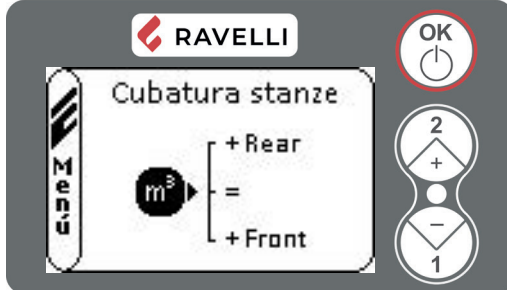 RAVELLI
OK
Cubatura stanze
Menú
m³
+Rear
=
+Front
2
+
−
1